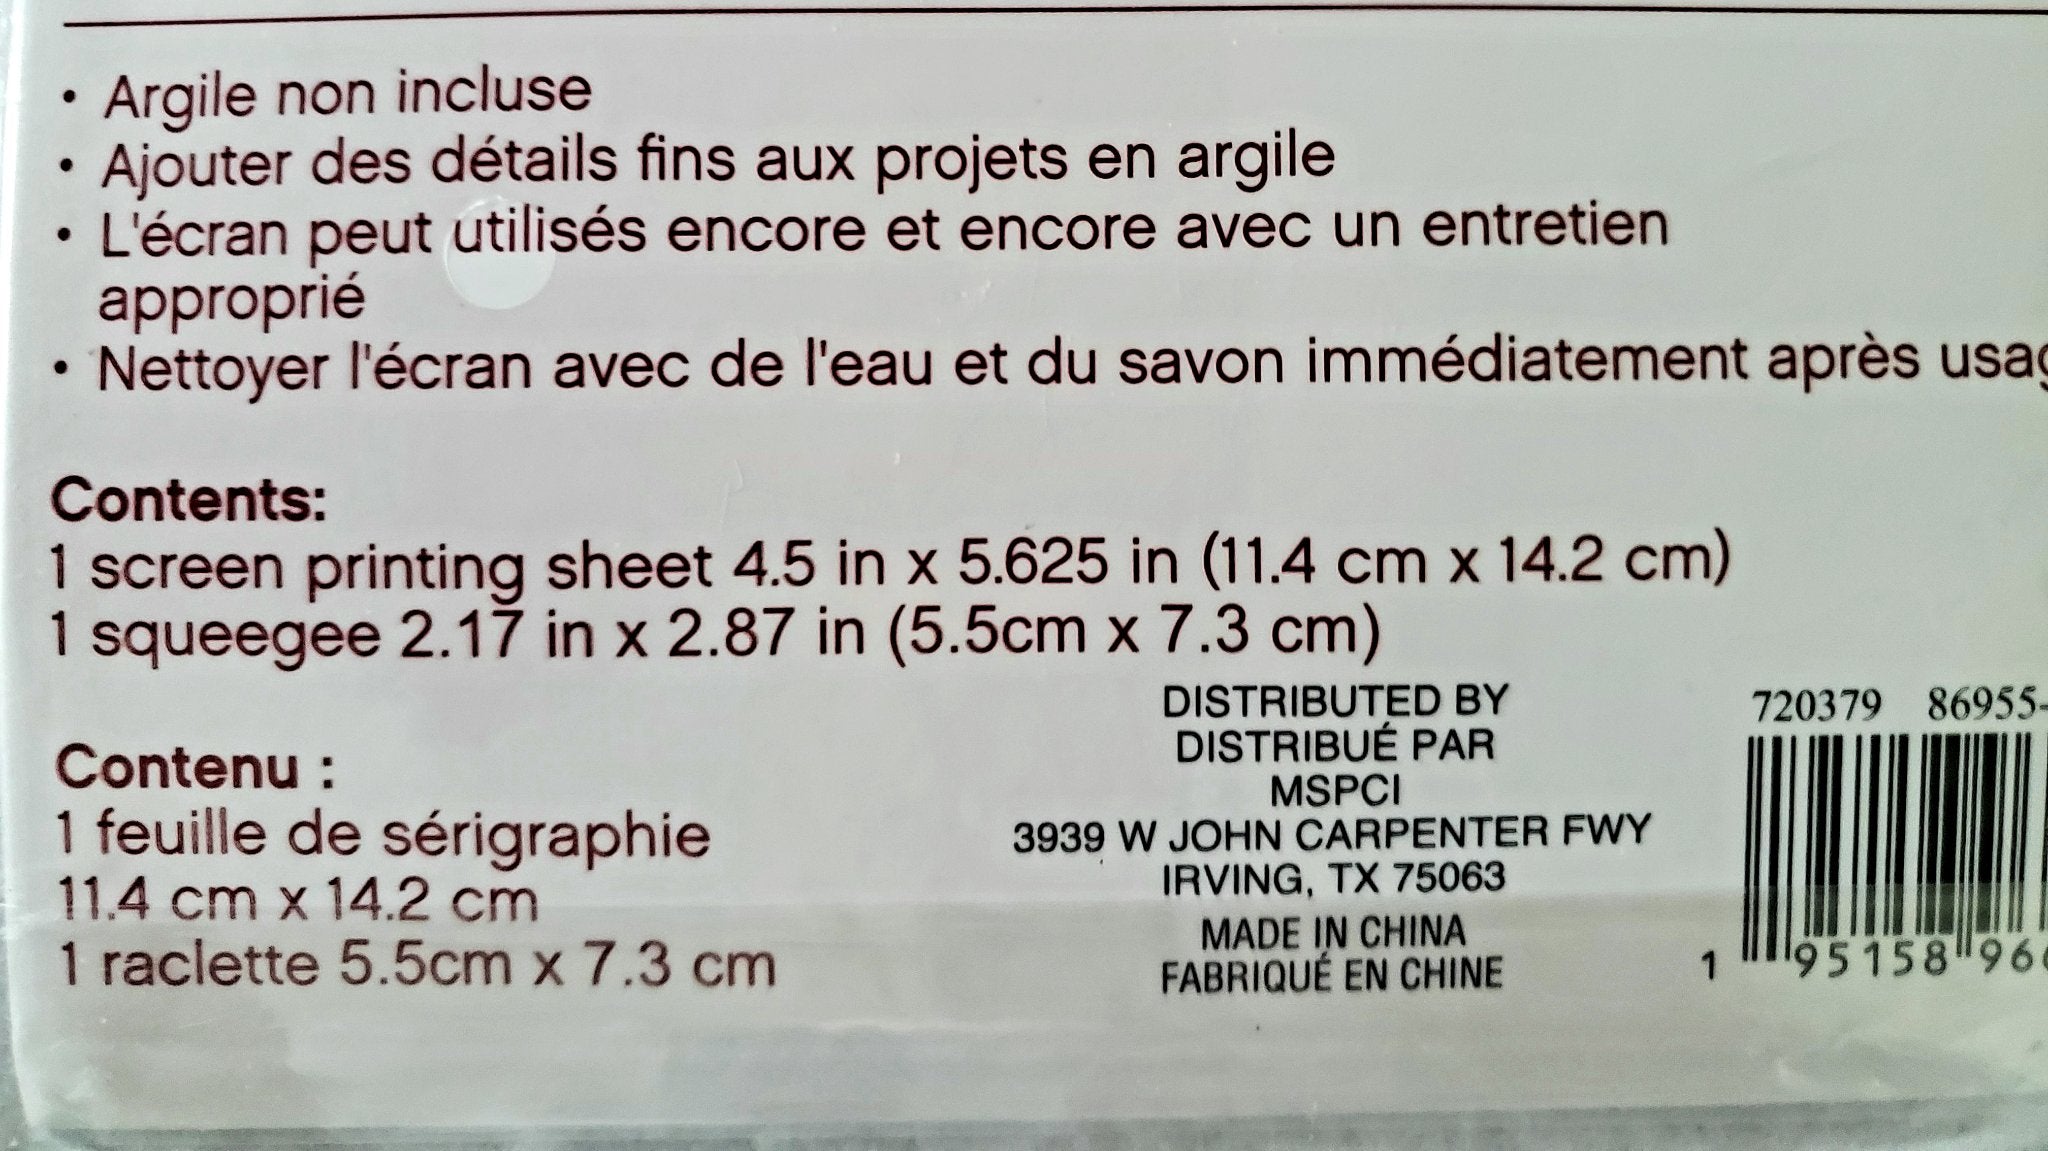 • Argile non incluse
• Ajouter des détails fins aux projets en argile
• L'écran peut utilisés encore et encore avec un entretien
approprié
• Nettoyer l'écran avec de l'eau et du savon immédiatement après
Contents:
1 screen printing sheet 4.5 in x 5.625 in (11.4 cm x 14.2 cm)
1 squeegee 2.17 in x 2.87 in (5.5cm x 7.3 cm)
Contenu :
1 feuille de sérigraphie
11.4 cm x 14.2 cm
1 raclette 5.5cm x 7.3 cm
DISTRIBUTED BY
DISTRIBUÉ PAR
MSPCI
3939 W JOHN CARPENTER FWY
IRVING, TX 75063
MADE IN CHINA
FABRIQUÉ EN CHINE
720379 86955-
1 95158 96